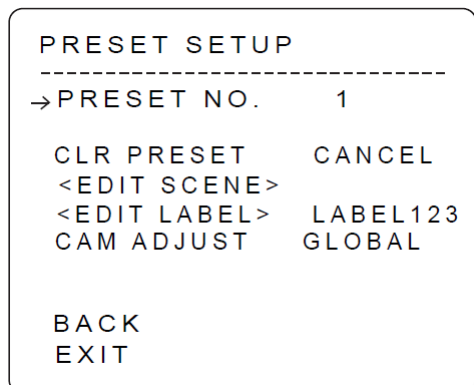 PRESET SETUP
--------------------------------
→PRESET NO. 1
CLR PRESET CANCEL
<EDIT SCENE>
<EDIT LABEL> LABEL123
CAM ADJUST GLOBAL
BACK
EXIT